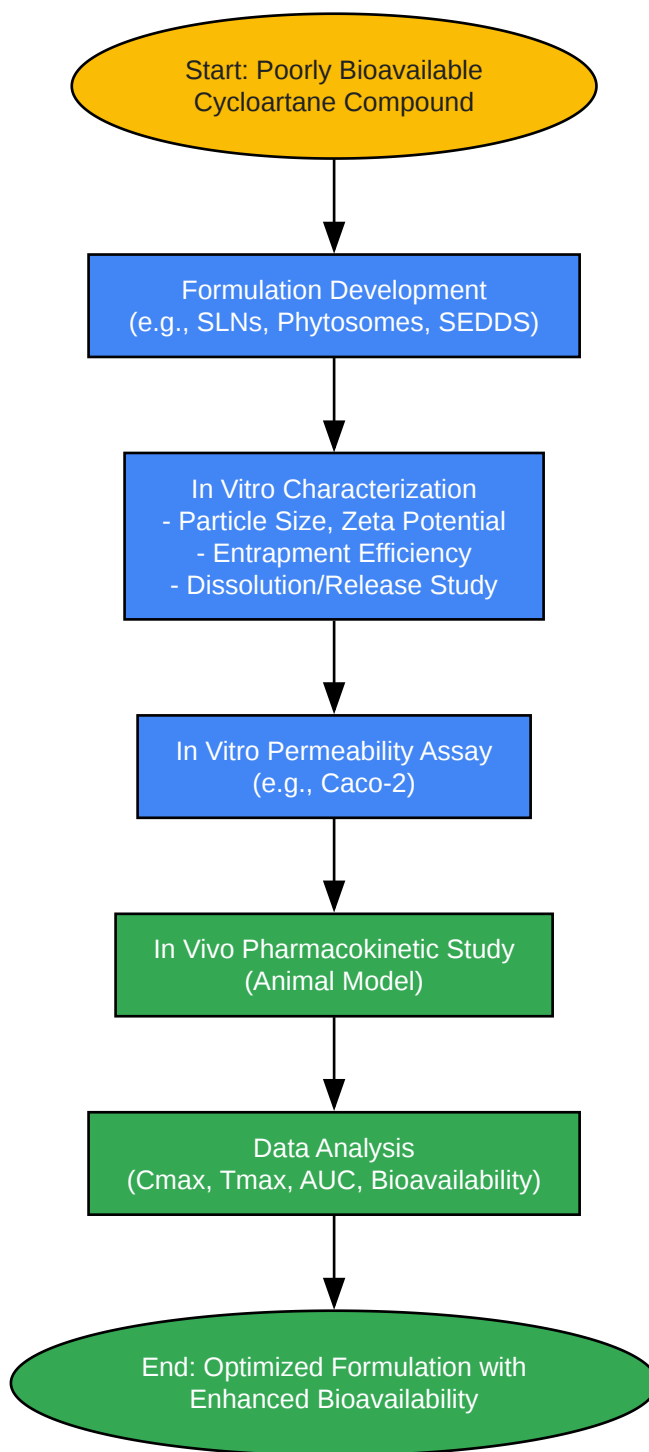 Start: Poorly Bioavailable
Cycloartane Compound
Formulation Development
(e.g., SLNs, Phytosomes, SEDDS)
In Vitro Characterization
- Particle Size, Zeta Potential
- Entrapment Efficiency
- Dissolution/Release Study
In Vitro Permeability Assay
(e.g., Caco-2)
In Vivo Pharmacokinetic Study
(Animal Model)
Data Analysis
(Cmax, Tmax, AUC, Bioavailability)
End: Optimized Formulation with
Enhanced Bioavailability